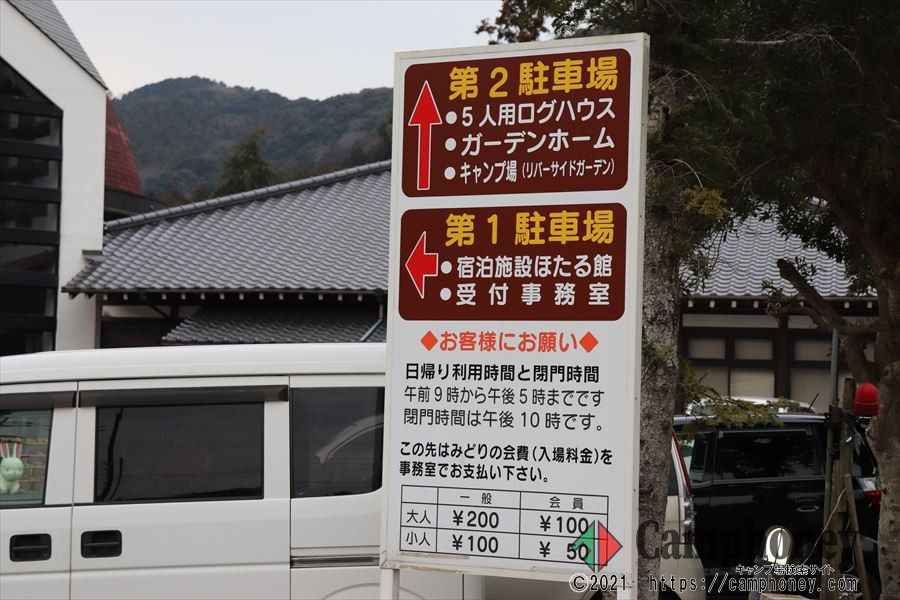 第2駐車場
●5人用ログハウス
●ガーデンホーム
●キャンプ場(リバーサイドガーデン)
第1駐車場
●宿泊施設ほたる館
●受付事務室
◆お客様にお願い◆
日帰り利用時間と閉門時間
午前9時から午後5時までです
閉門時間は午後10時です。
この先はみどりの会費(入場料金)を
事務室でお支払い下さい。
一般 会員
大人 ¥200 ¥100
小人 ¥100 ¥50
Camphoney
キャンプ場検索サイト
©2021 https://camphoney.com/